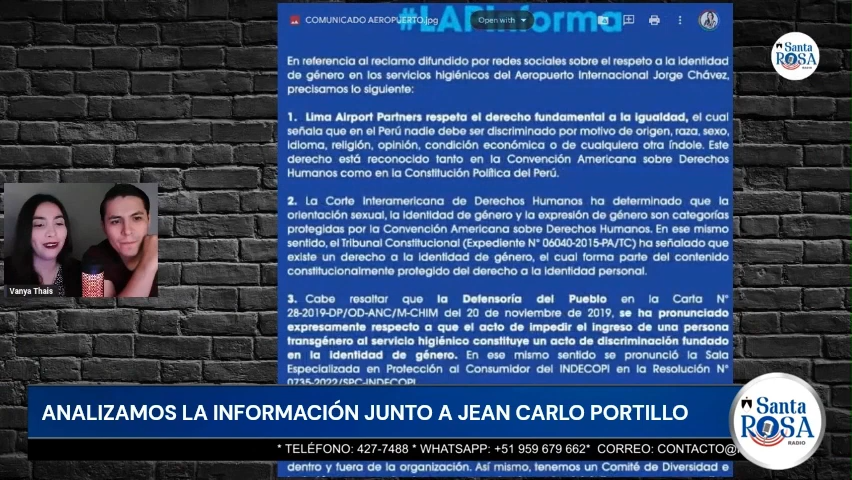 #LAPinforma
COMUNICADO AEROPUERTO.jpg
Open with
En referencia al reclamo difundido por redes sociales sobre el respeto a la identidad
de género en los servicios higiénicos del Aeropuerto Internacional Jorge Chávez,
precisamos lo siguiente:
1. Lima Airport Partners respeta el derecho fundamental a la igualdad, el cual
señala que en el Perú nadie debe ser discriminado por motivo de origen, raza, sexo,
idioma, religión, opinión, condición económica o de cualquiera otra índole. Este
derecho está reconocido tanto en la Convención Americana sobre Derechos
Humanos como en la Constitución Política del Perú.
2. La Corte Interamericana de Derechos Humanos ha determinado que la
orientación sexual, la identidad de género y la expresión de género son categorías
protegidas por la Convención Americana sobre Derechos Humanos. En ese mismo
sentido, el Tribunal Constitucional (Expediente N° 06040-2015-PA/TC) ha señalado que
existe un derecho a la identidad de género, el cual forma parte del contenido
constitucionalmente protegido del derecho a la identidad personal.
3. Cabe resaltar que la Defensoría del Pueblo en la Carta N°
28-2019-DP/OD-ANC/M-CHIM del 20 de noviembre de 2019, se ha pronunciado
expresamente respecto a que el acto de impedir el ingreso de una persona
transgénero al servicio higiénico constituye un acto de discriminación fundado
en la identidad de género. En ese mismo sentido se pronunció la Sala
Especializada en Protección al Consumidor del INDECOPI en la Resolución N°
0735-2022/SPC-INDECOPI
Santa
ROSA
RADIO
Vanya Thais
ANALIZAMOS LA INFORMACIÓN JUNTO A JEAN CARLO PORTILLO
Santa
ROSA
RADIO
* TELÉFONO: 427-7488 * WHATSAPP: +51 959 679 662* CORREO: CONTACTO@
dentro y fuera de la organización. Así mismo, tenemos un Comité de Diversidad e